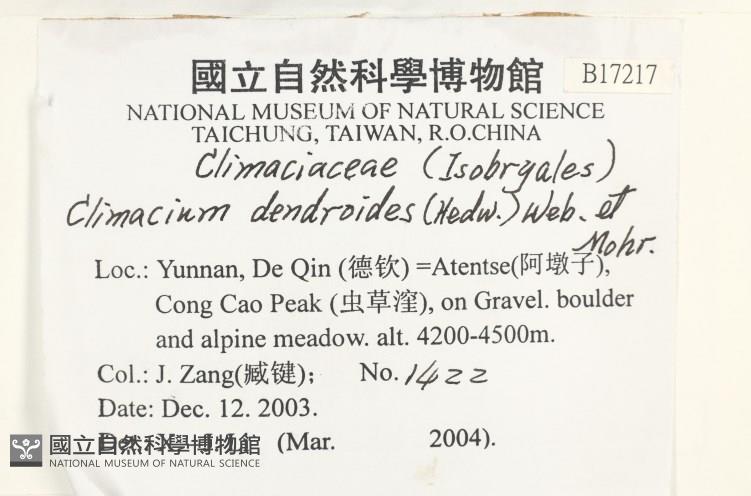 國立自然科學博物館 B17217
NATIONAL MUSEUM OF NATURAL SCIENCE
TAICHUNG, TAIWAN, R.O.CHINA
Climaciaceae (Isobryales)
Climacium dendroides (Hedw.) Web. et
Mohr.
Loc.: Yunnan, De Qin (德钦) =Atentse(阿墩子),
Cong Cao Peak (虫草漥), on Gravel. boulder
and alpine meadow. alt. 4200-4500m.
Col.: J. Zang(臧键); No. 1422
Date: Dec. 12. 2003.
(Mar. 2004).
國立自然科學博物館
NATIONAL MUSEUM OF NATURAL SCIENCE